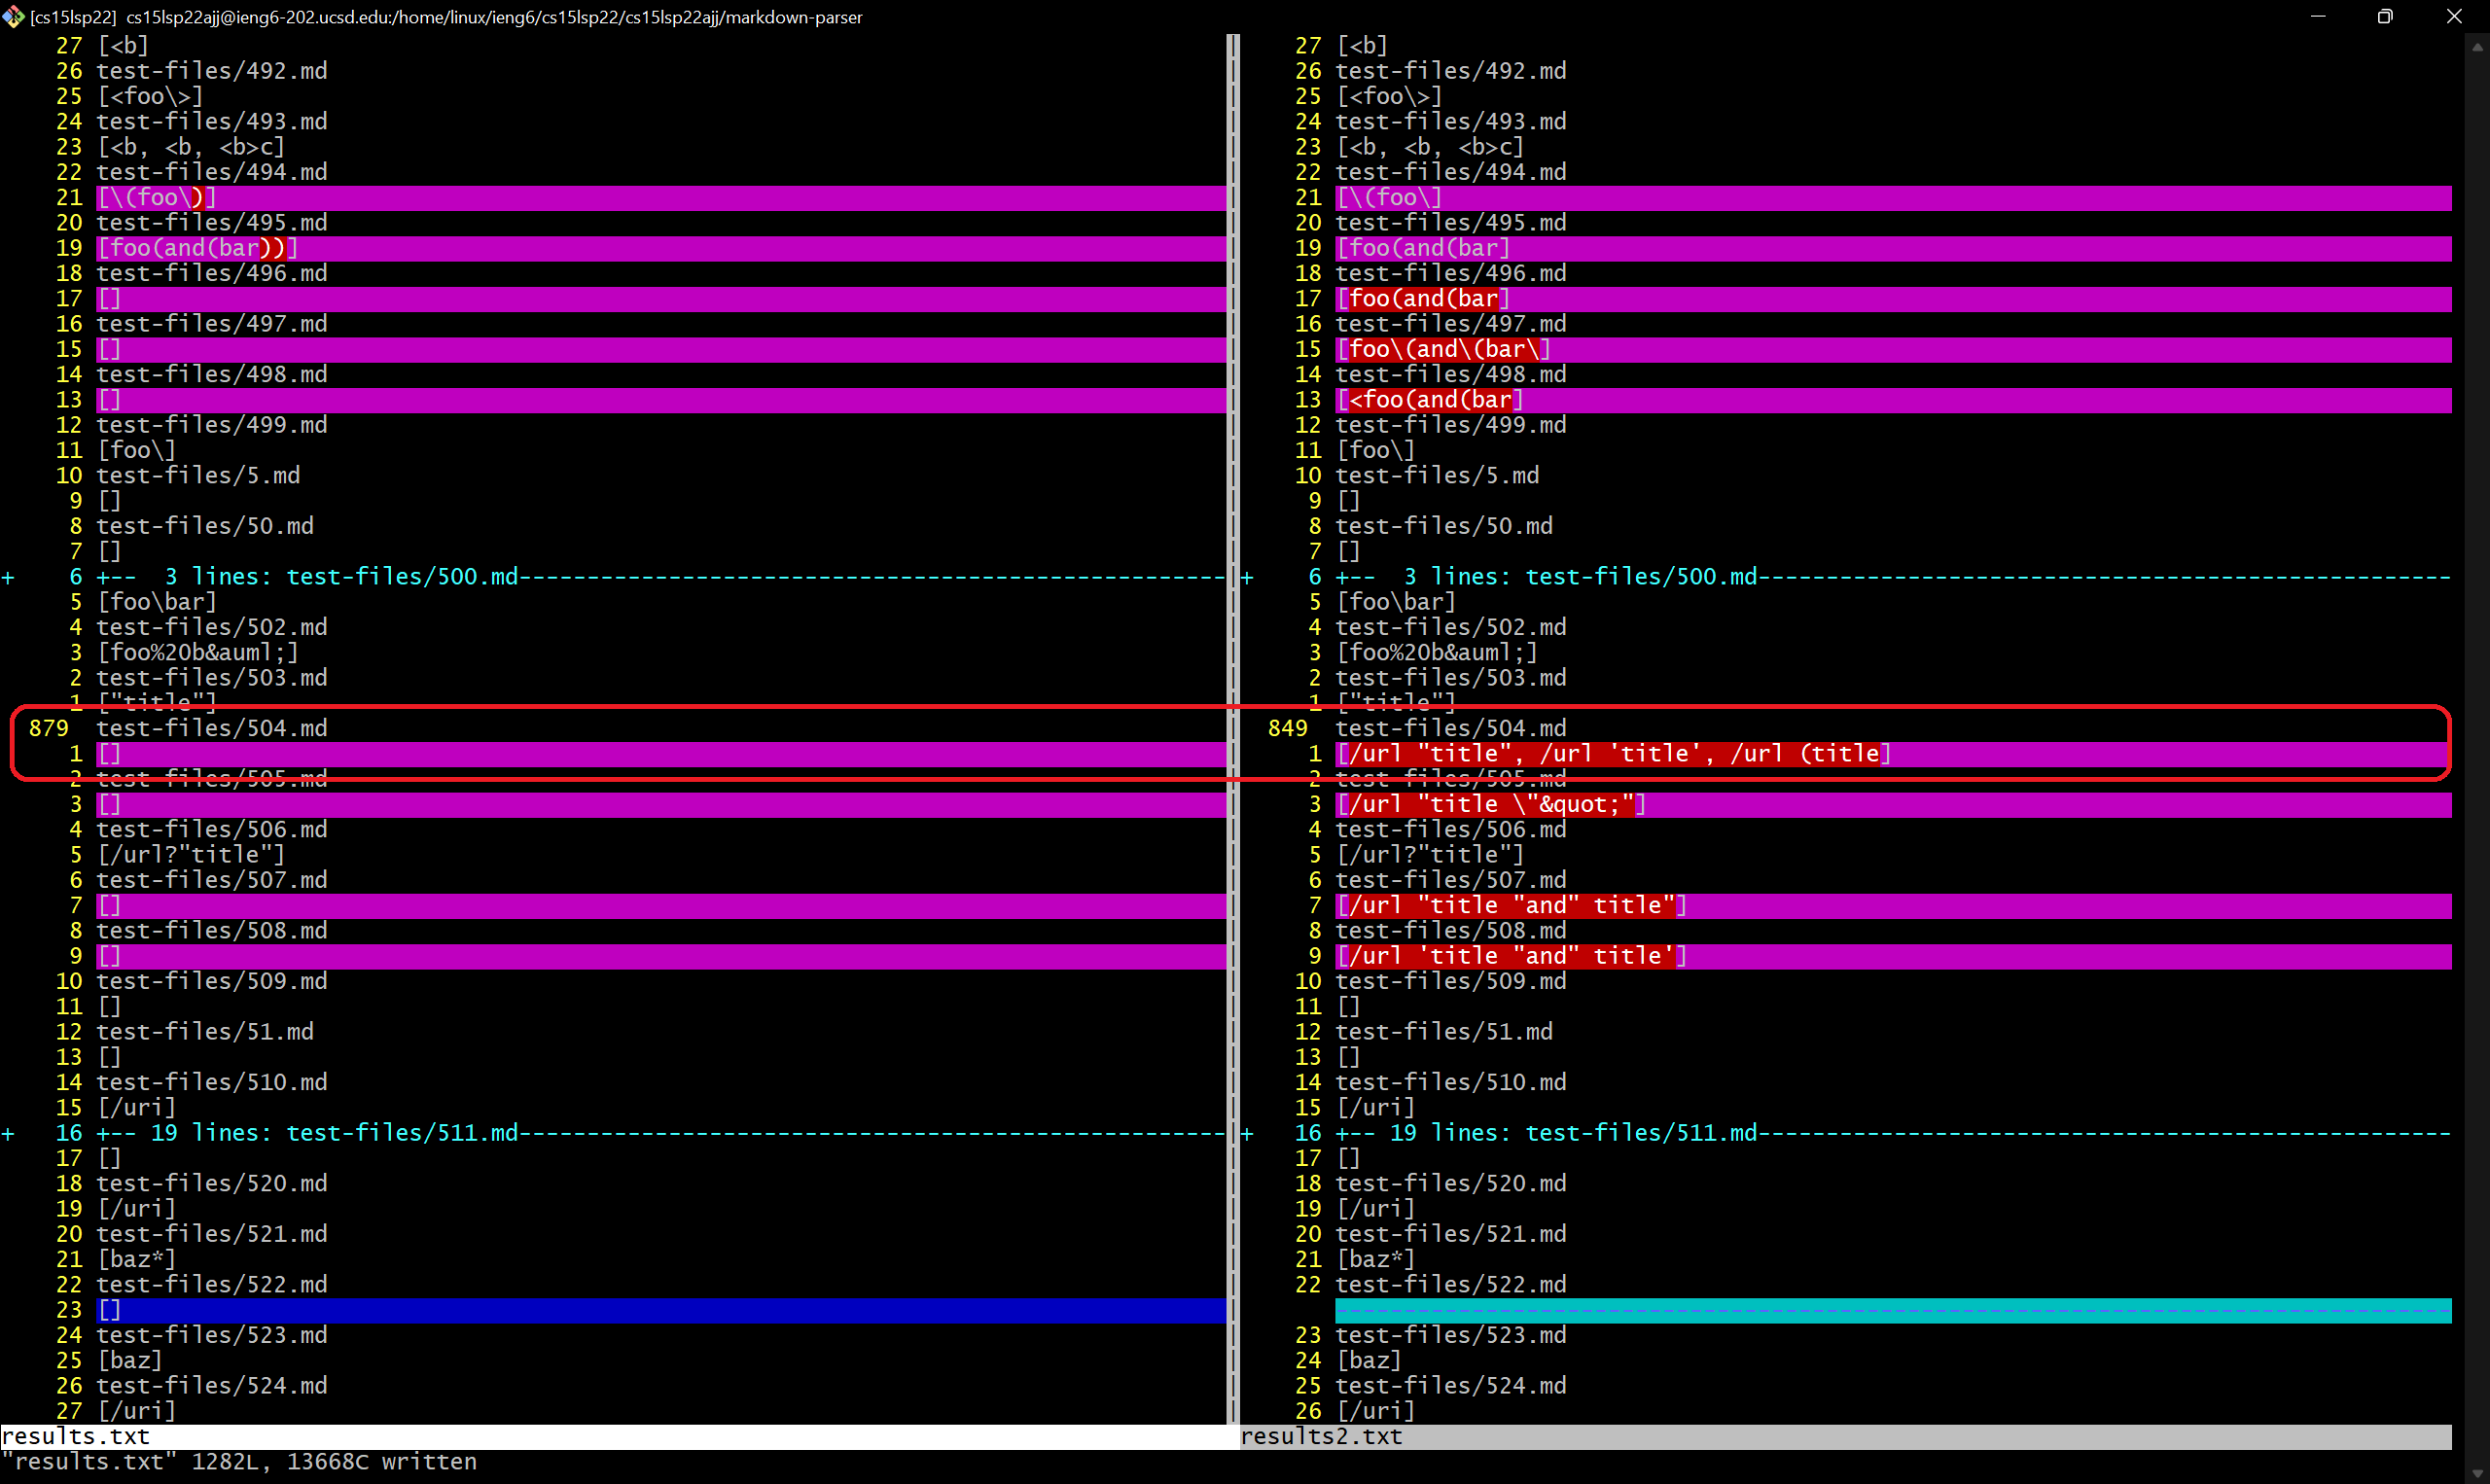 [cs15lsp22] cs15lsp22ajj@ieng6-202.ucsd.edu:/home/linux/ieng6/cs15lsp22/cs15lsp22ajj/markdown-parser
27 [<b]
26 test-files/492.md
25 [<foo\>]
24 test-files/493.md
23 [<b, <b, <b>c]
22 test-files/494.md
21 [\(foo\)]
20 test-files/495.md
19 [foo(and(bar))]
18 test-files/496.md
17 []
16 test-files/497.md
15 []
14 test-files/498.md
13 []
12 test-files/499.md
11 [foo\]
10 test-files/5.md
9 []
8 test-files/50.md
7 []
+ 6 +-- 3 lines: test-files/500.md----------------------------------------------------
5 [foo\bar]
4 test-files/502.md
3 [foo%20b&auml;]
2 test-files/503.md
1 ["title"]
879 test-files/504.md
1 []
2 test-files/505.md
3 []
4 test-files/506.md
5 [/url?"title"]
6 test-files/507.md
7 []
8 test-files/508.md
9 []
10 test-files/509.md
11 []
12 test-files/51.md
13 []
14 test-files/510.md
15 [/uri]
+ 16 +-- 19 lines: test-files/511.md----------------------------------------------------
17 []
18 test-files/520.md
19 [/uri]
20 test-files/521.md
21 [baz*]
22 test-files/522.md
23 []
24 test-files/523.md
25 [baz]
26 test-files/524.md
27 [/uri]
results.txt
27 [<b]
26 test-files/492.md
25 [<foo\>]
24 test-files/493.md
23 [<b, <b, <b>c]
22 test-files/494.md
21 [\(foo\]
20 test-files/495.md
19 [foo(and(bar]
18 test-files/496.md
17 [foo(and(bar]
16 test-files/497.md
15 [foo\(and\(bar\]
14 test-files/498.md
13 [<foo(and(bar]
12 test-files/499.md
11 [foo\]
10 test-files/5.md
9 []
8 test-files/50.md
7 []
+ 6 +-- 3 lines: test-files/500.md---------------------------------------------------
5 [foo\bar]
4 test-files/502.md
3 [foo%20b&auml;]
2 test-files/503.md
1 ["title"]
849 test-files/504.md
1 [/url "title", /url 'title', /url (title]
2 test-files/505.md
3 [/url "title \"&quot;"]
4 test-files/506.md
5 [/url?"title"]
6 test-files/507.md
7 [/url "title "and" title"]
8 test-files/508.md
9 [/url 'title "and" title']
10 test-files/509.md
11 []
12 test-files/51.md
13 []
14 test-files/510.md
15 [/uri]
+ 16 +-- 19 lines: test-files/511.md---------------------------------------------------
17 []
18 test-files/520.md
19 [/uri]
20 test-files/521.md
21 [baz*]
22 test-files/522.md
----------------------------------------------------------------------------------
23 test-files/523.md
24 [baz]
25 test-files/524.md
26 [/uri]
results2.txt
"results.txt" 1282L, 13668C written